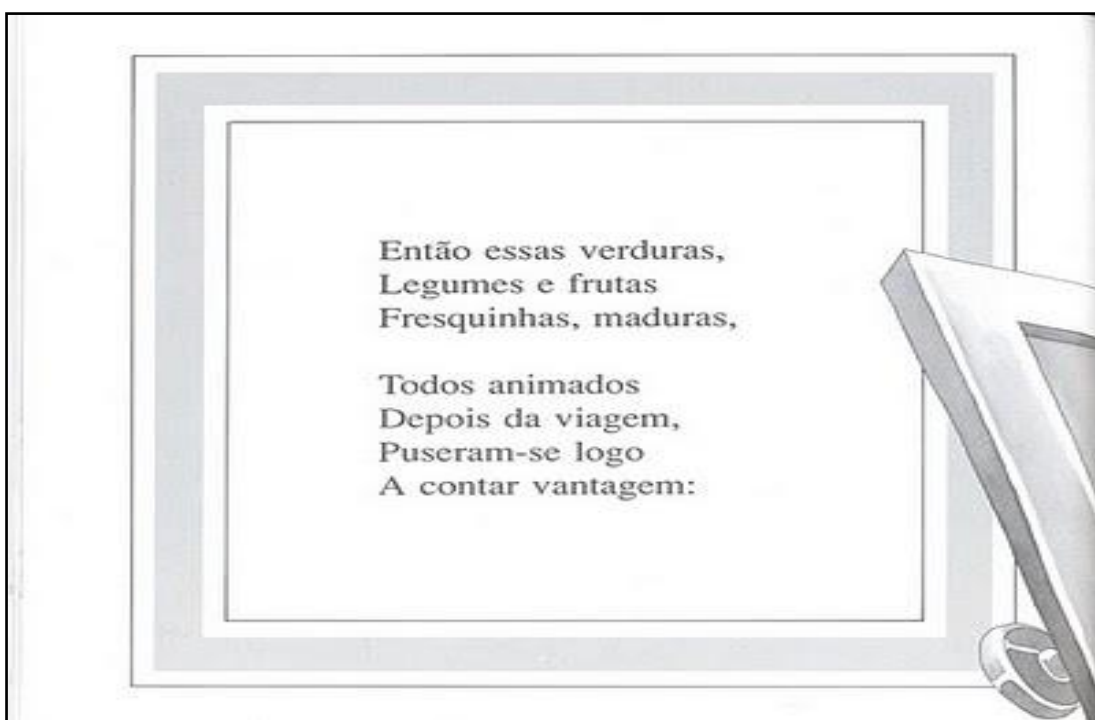 Então essas verduras,
Legumes e frutas
Fresquinhas, maduras,
Todos animados
Depois da viagem,
Puseram-se logo
A contar vantagem: